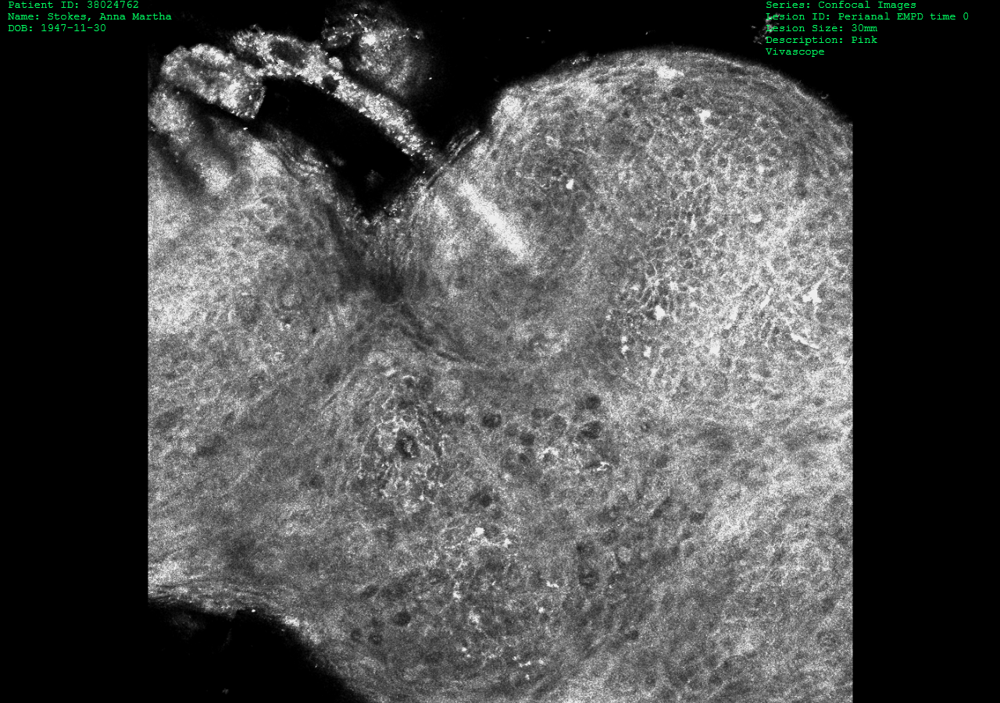 Patient ID: 38024762
Name: Stokes, Anna Martha
DOB: 1947-11-30
Series: Confocal Images
Lesion ID: Perianal EMPD time 0
Lesion Size: 30mm
Description: Pink
Vivascope